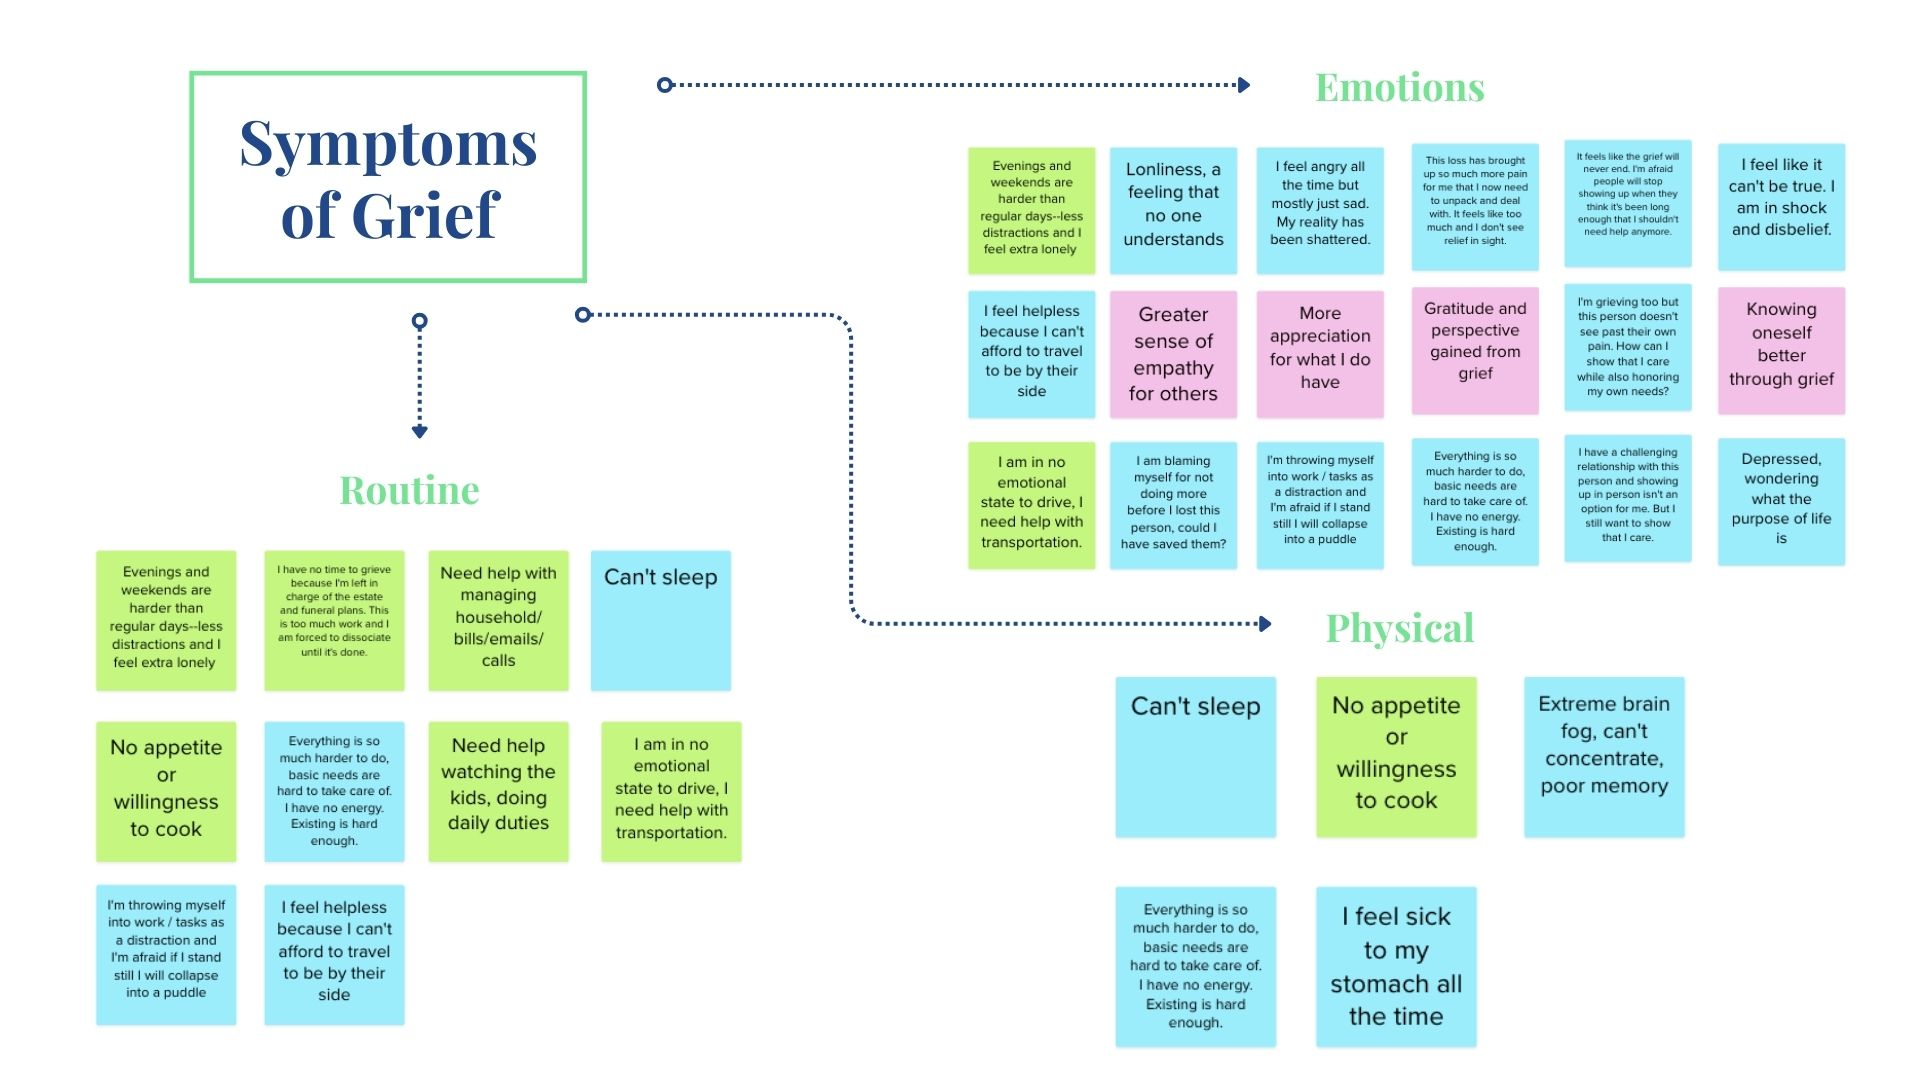 Symptoms
of Grief
Emotions
Evenings and
weekends are
harder than
regular days--less
distractions and I
feel extra lonely
Lonliness, a
feeling that
no one
understands
I feel angry all
the time but
mostly just sad.
My reality has
been shattered.
This loss has brought
up so much more pain
for me that I now need
to unpack and deal
with. It feels like too
much and I don't see
relief in sight.
It feels like the grief will
never end. I'm afraid
people will stop
showing up when they
think it's been long
enough that I shouldn't
need help anymore.
I feel like it
can't be true. I
am in shock
and disbelief.
I feel helpless
because I can't
afford to travel
to be by their
side
Greater
sense of
empathy
for others
More
appreciation
for what I do
have
Gratitude and
perspective
gained from
grief
I'm grieving too but
this person doesn't
see past their own
pain. How can I
show that I care
while also honoring
my own needs?
Knowing
oneself
better
through grief
I am in no
emotional
state to drive, I
need help with
transportation.
I am blaming
myself for not
doing more
before I lost this
person, could I
have saved them?
I'm throwing myself
into work / tasks as
a distraction and
I'm afraid if I stand
still I will collapse
into a puddle
Everything is so
much harder to do,
basic needs are
hard to take care of.
I have no energy.
Existing is hard
enough.
I have a challenging
relationship with this
person and showing
up in person isn't an
option for me. But I
still want to show
that I care.
Depressed,
wondering
what the
purpose of life
is
Routine
Evenings and
weekends are
harder than
regular days--less
distractions and I
feel extra lonely
I have no time to grieve
because I'm left in
charge of the estate
and funeral plans. This
is too much work and I
am forced to dissociate
until it's done.
Need help with
managing
household/
bills/emails/
calls
Can't sleep
No appetite
or
willingness
to cook
Everything is so
much harder to do,
basic needs are
hard to take care of.
I have no energy.
Existing is hard
enough.
Need help
watching the
kids, doing
daily duties
I am in no
emotional
state to drive, I
need help with
transportation.
I'm throwing myself
into work / tasks as
a distraction and
I'm afraid if I stand
still I will collapse
into a puddle
I feel helpless
because I can't
afford to travel
to be by their
side
Physical
Can't sleep
No appetite
or
willingness
to cook
Extreme brain
fog, can't
concentrate,
poor memory
Everything is so
much harder to do,
basic needs are
hard to take care of.
I have no energy.
Existing is hard
enough.
I feel sick
to my
stomach all
the time